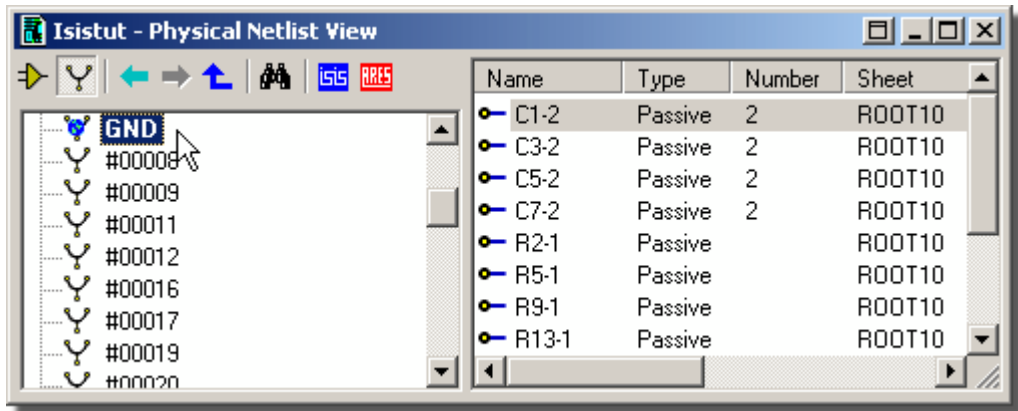 Isistut - Physical Netlist View
isis ARES
GND
#00008
#00009
#00011
#00012
#00016
#00017
#00019
#00020
Name Type Number Sheet
C1-2 Passive 2 ROOT10
C3-2 Passive 2 ROOT10
C5-2 Passive 2 ROOT10
C7-2 Passive 2 ROOT10
R2-1 Passive ROOT10
R5-1 Passive ROOT10
R9-1 Passive ROOT10
R13-1 Passive ROOT10